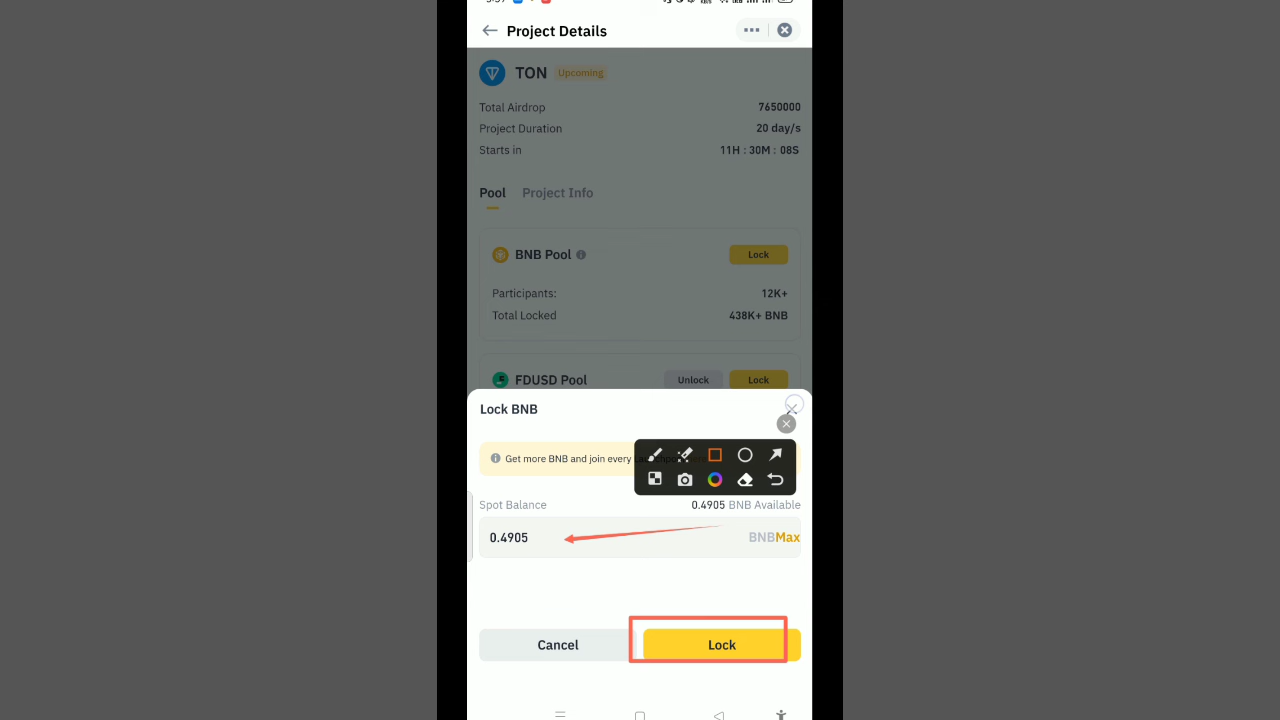 Project Details
TON Upcoming
Total Airdrop 7650000
Project Duration 20 day/s
Starts in 11H : 30M : 08S
Pool Project Info
BNB Pool Lock
Participants: 12K+
Total Locked 438K+ BNB
FDUSD Pool Unlock Lock
Lock BNB
Get more BNB and join every
Spot Balance 0.4905 BNB Available
0.4905 BNB Max
Cancel Lock